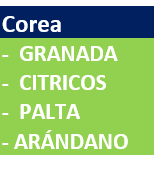 Corea
- GRANADA
- CITRICOS
- PALTA
- ARÁNDANO